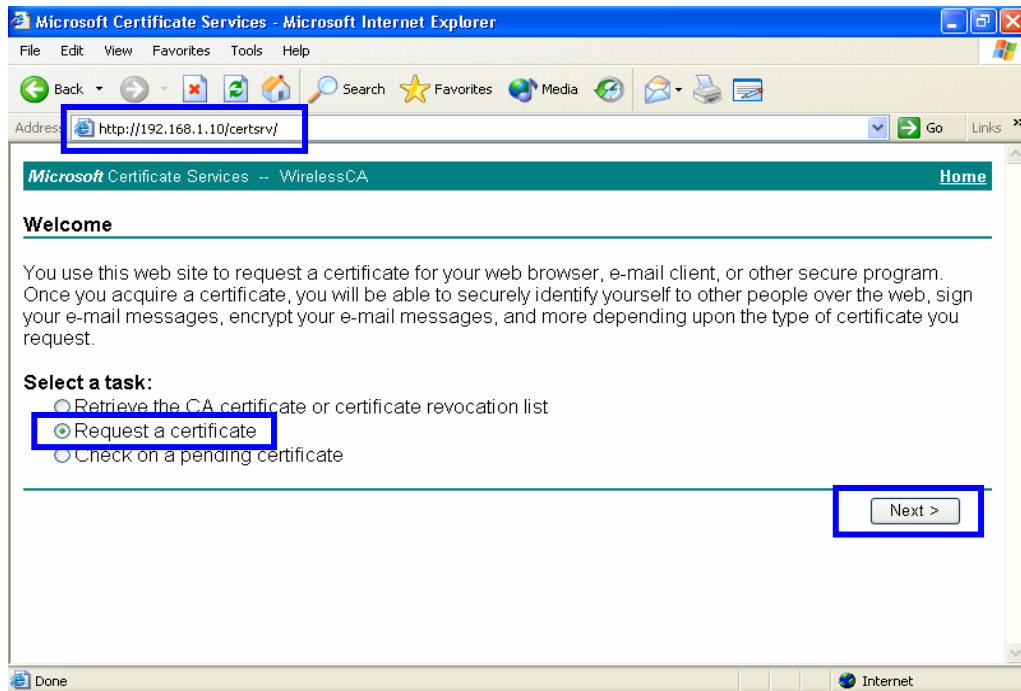 Microsoft Certificate Services - Microsoft Internet Explorer
File Edit View Favorites Tools Help
Back Search Favorites Media
Address http://192.168.1.10/certsrv/ Go Links »
Microsoft Certificate Services -- WirelessCA Home
Welcome
You use this web site to request a certificate for your web browser, e-mail client, or other secure program.
Once you acquire a certificate, you will be able to securely identify yourself to other people over the web, sign
your e-mail messages, encrypt your e-mail messages, and more depending upon the type of certificate you
request.
Select a task:
Retrieve the CA certificate or certificate revocation list
Request a certificate
Check on a pending certificate
Next >
Done Internet